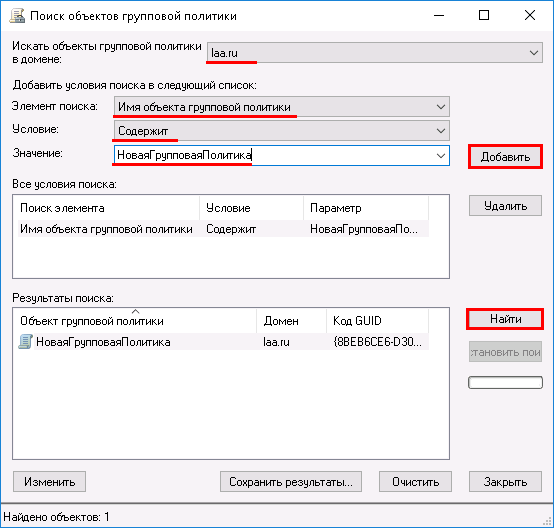 Поиск объектов групповой политики
Искать объекты групповой политики
в домене:
laa.ru
Добавить условия поиска в следующий список:
Элемент поиска: Имя объекта групповой политики
Условие: Содержит
Значение: НоваяГрупповаяПолитика
Добавить
Все условия поиска:
Поиск элемента Условие Параметр
Имя объекта групповой политики Содержит НоваяГрупповаяПо...
Удалить
Результаты поиска:
Объект групповой политики Домен Код GUID
НоваяГрупповаяПолитика laa.ru {8BEB6CE6-D30...
Найти
становить пои
Изменить Сохранить результаты... Очистить Закрыть
Найдено объектов: 1